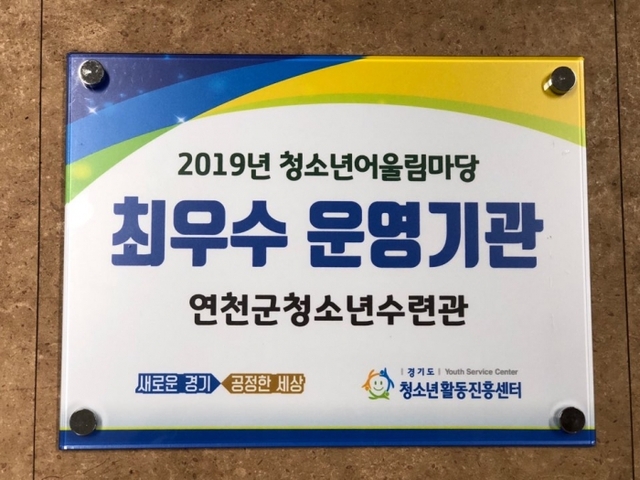 2019년 청소년어울림마당
최우수 운영기관
연천군청소년수련관
새로운 경기 공정한 세상
| 경기도 | Youth Service Center
청소년활동진흥센터